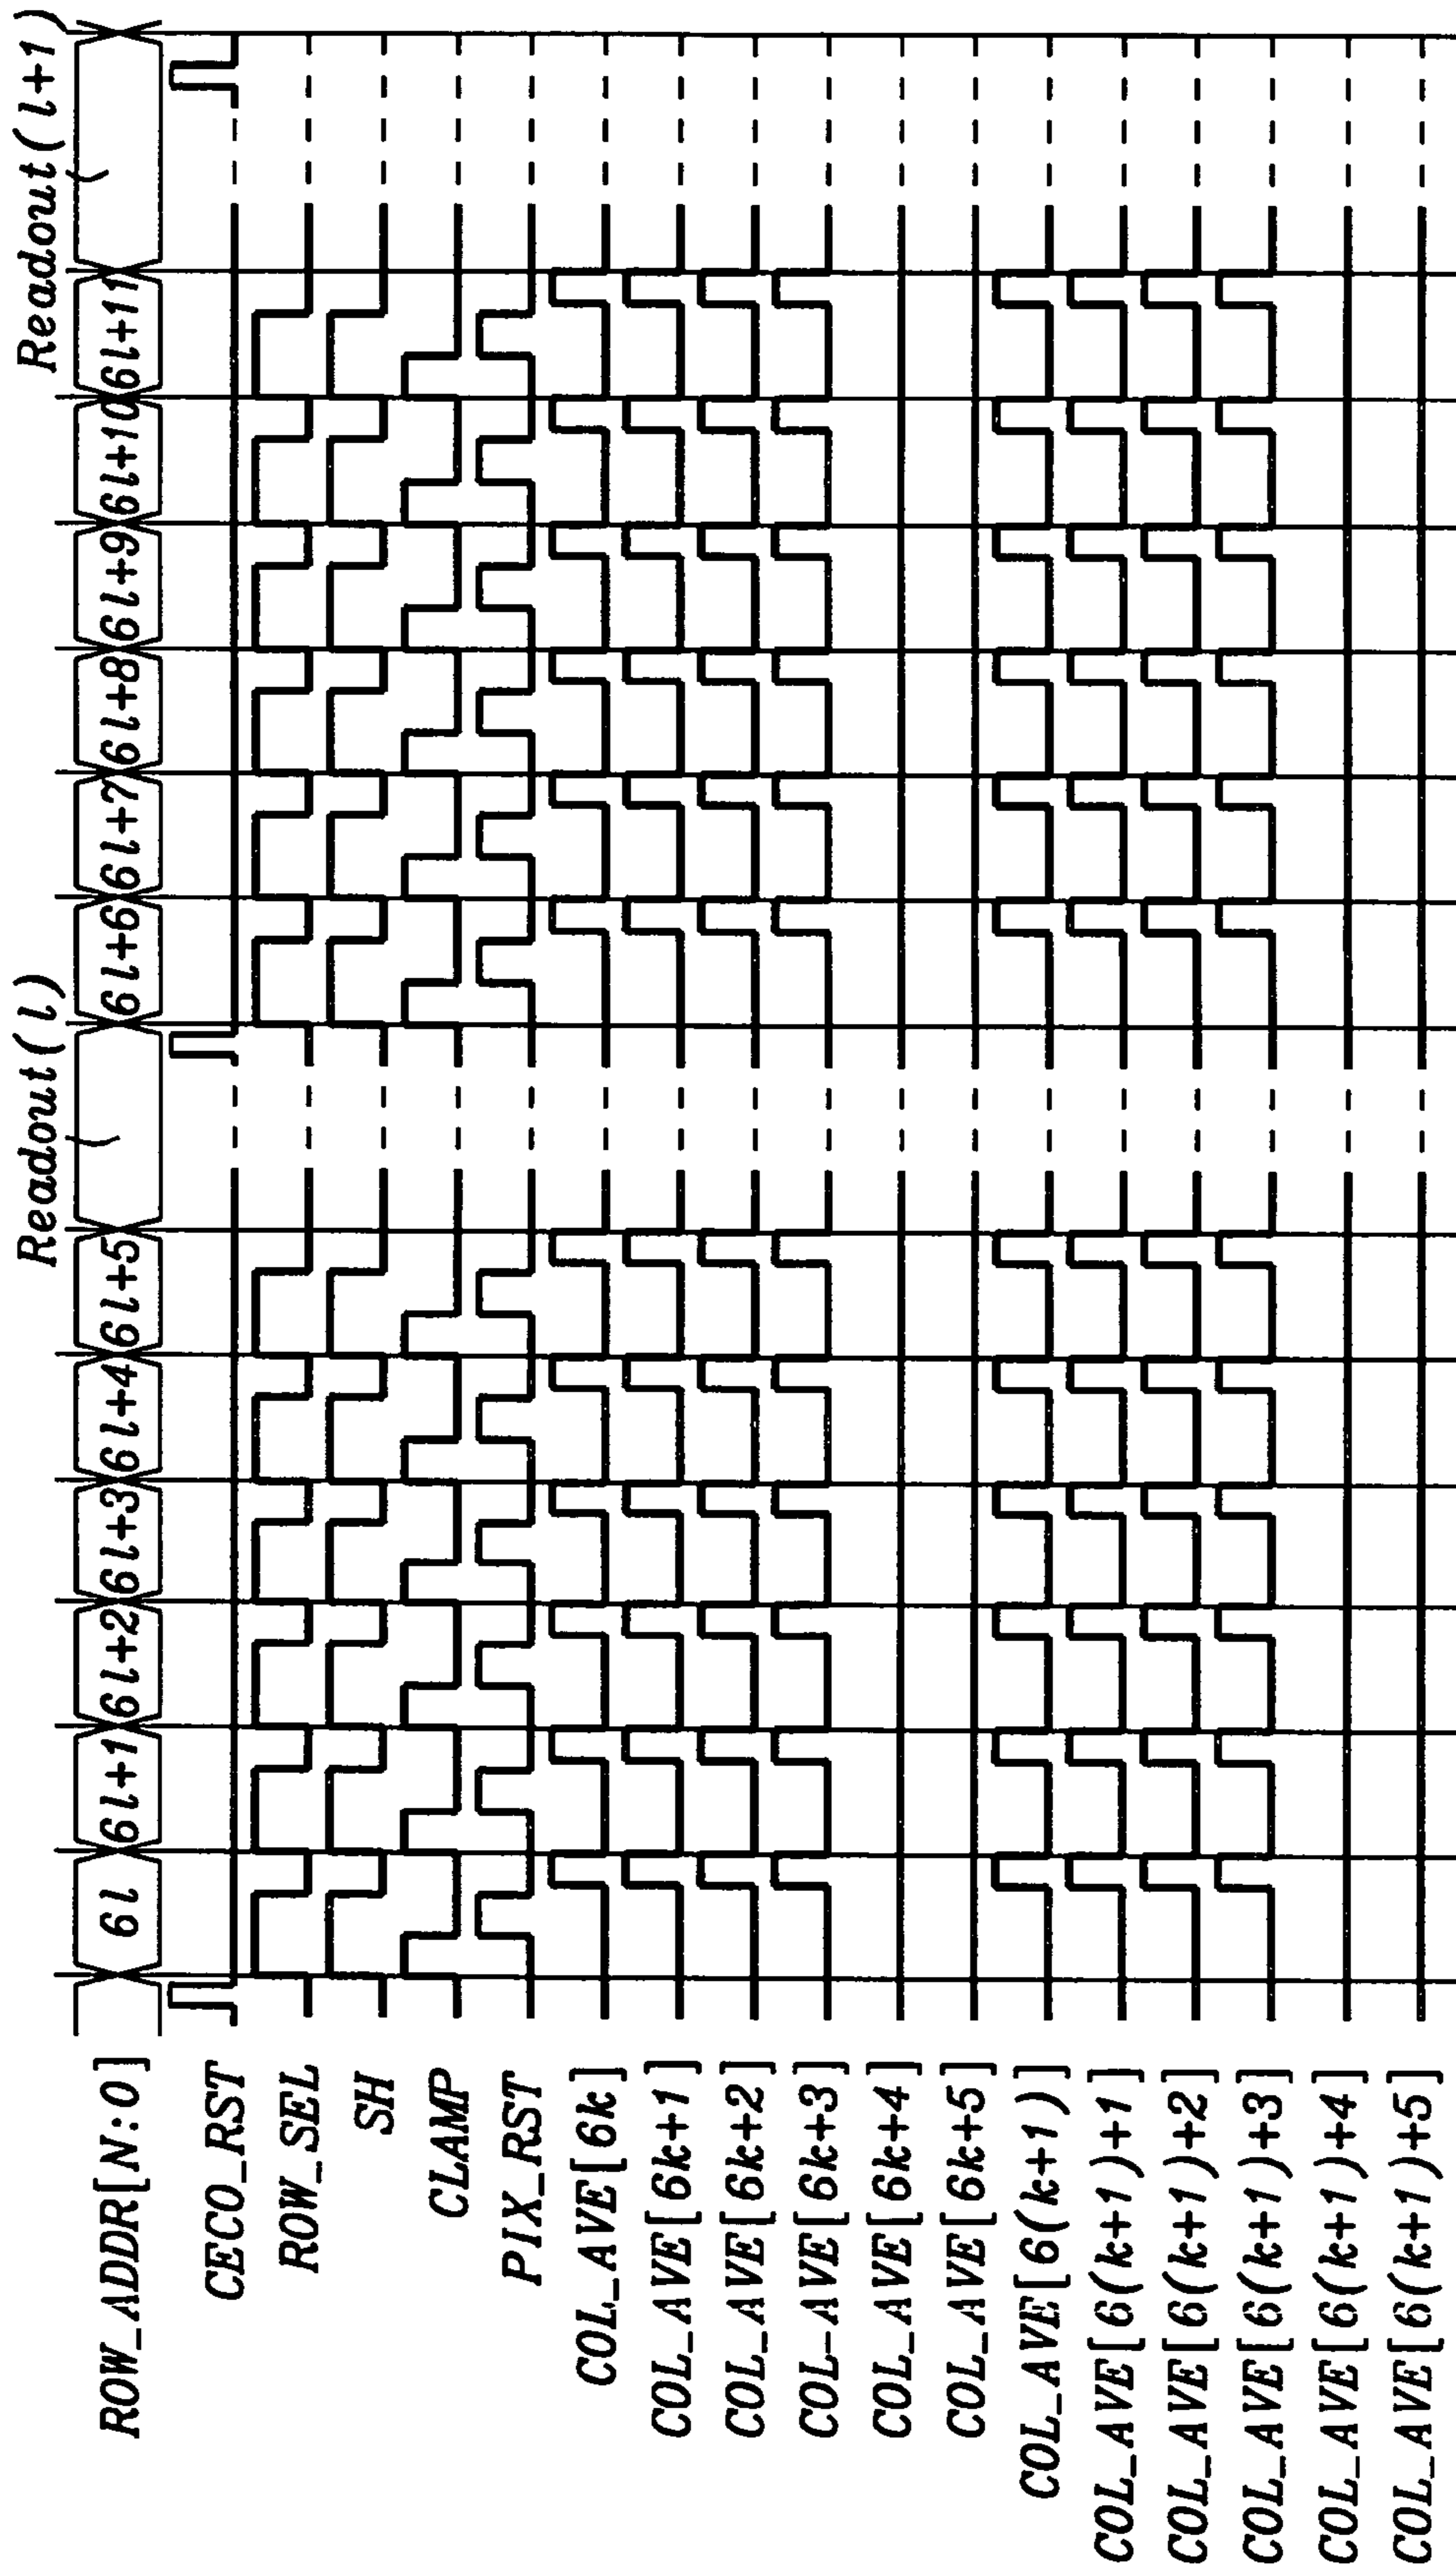 Readout(l) Readout(l+1)
ROW_ADDR[N:0] 6l 6l+1 6l+2 6l+3 6l+4 6l+5 6l+6 6l+7 6l+8 6l+9 6l+10 6l+11
CECO_RST
ROW_SEL
SH
CLAMP
PIX_RST
COL_AVE[6k]
COL_AVE[6k+1]
COL_AVE[6k+2]
COL-AVE[6k+3]
COL_AVE[6k+4]
COL_AVE[6k+5]
COL_AVE[6(k+1)]
COL_AVE[6(k+1)+1]
COL_AVE[6(k+1)+2]
COL_AVE[6(k+1)+3]
COL_AVE[6(k+1)+4]
COL_AVE[6(k+1)+5]